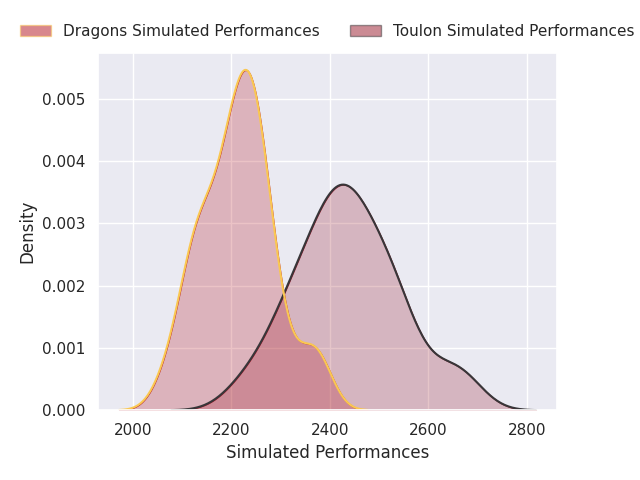 Dragons Simulated Performances
Toulon Simulated Performances
0.005
0.004
0.003
0.002
0.001
0.000
Density
2000 2200 2400 2600 2800
Simulated Performances